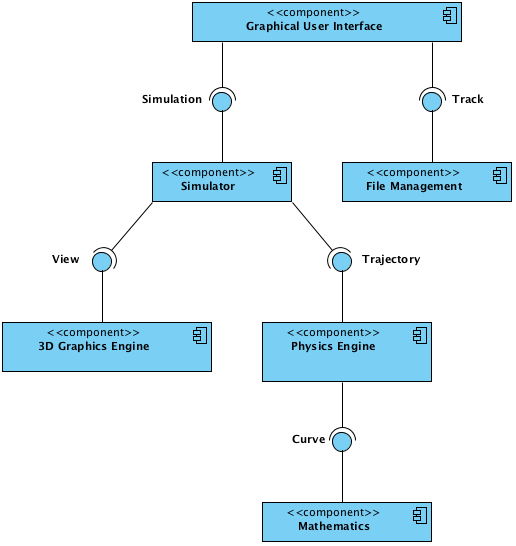 <<component>>
Graphical User Interface
Simulation
Track
<<component>>
Simulator
<<component>>
File Management
View
Trajectory
<<component>>
3D Graphics Engine
<<component>>
Physics Engine
Curve
<<component>>
Mathematics